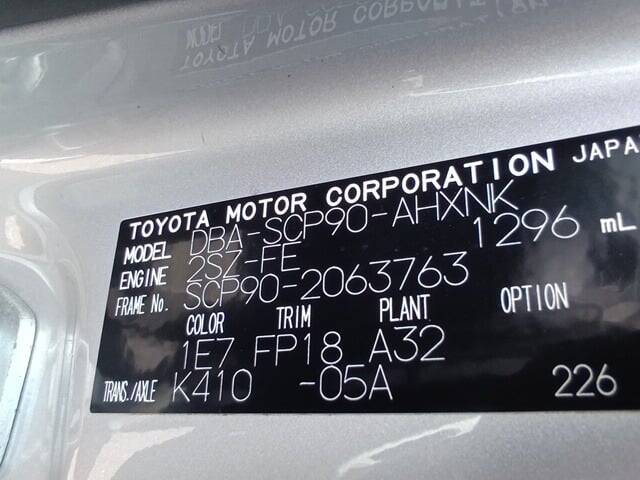 TOYOTA MOTOR CORPORATION JAPAN
MODEL DBA-SCP90-AHXNK
ENGINE 2SZ-FE 1296 mL
FRAME No. SCP90-2063763
COLOR TRIM PLANT OPTION
1E7 FP18 A32
TRANS./AXLE K410 -05A 226